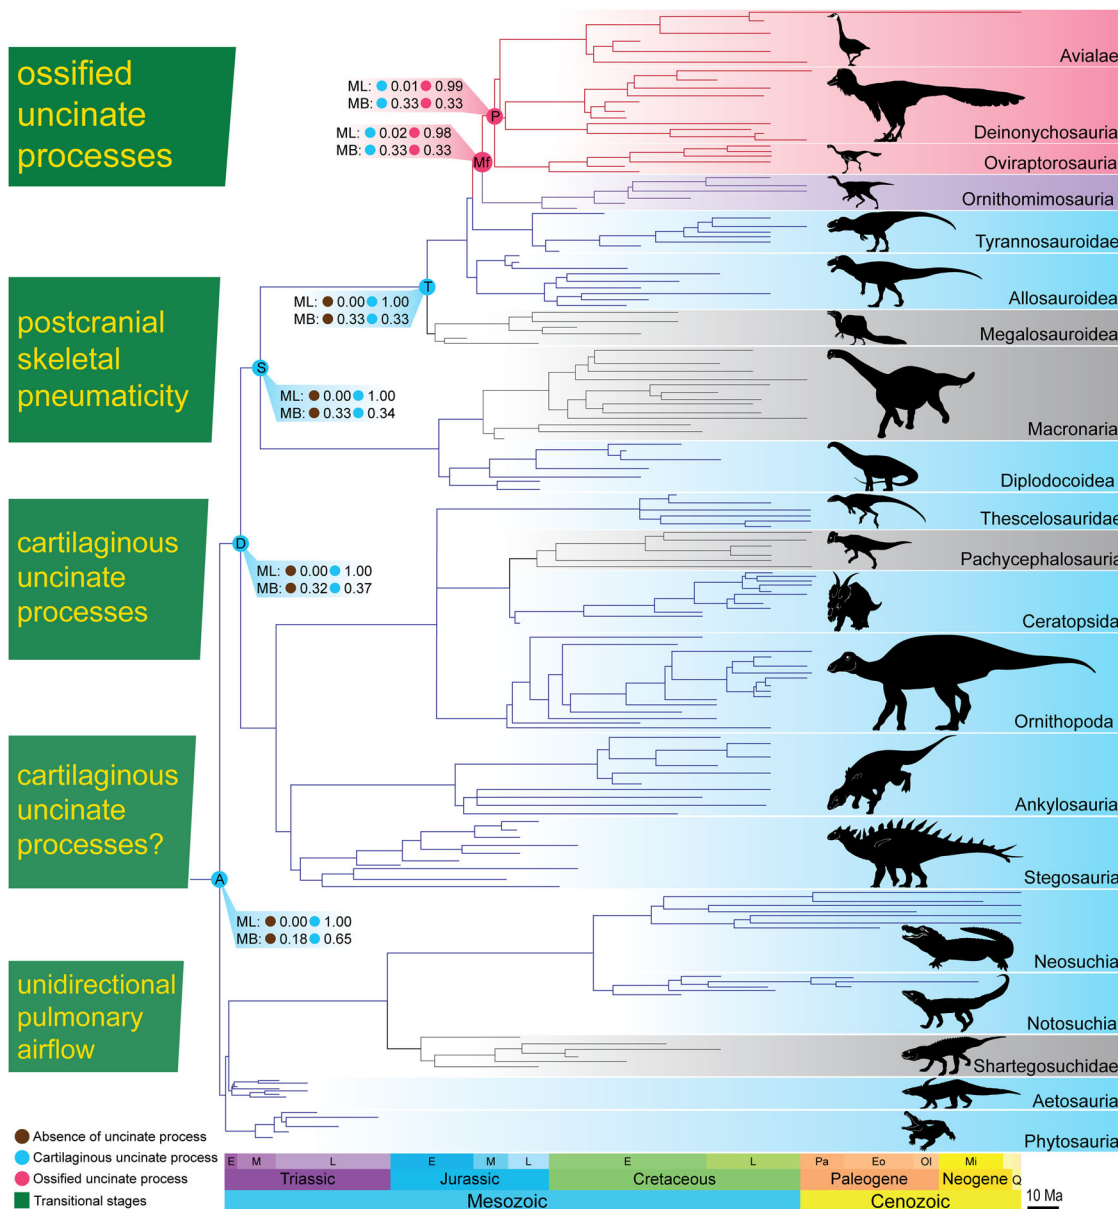 ossified
uncinate
processes
postcranial
skeletal
pneumaticity
cartilaginous
uncinate
processes
cartilaginous
uncinate
processes?
unidirectional
pulmonary
airflow
ML: 0.01 0.99
MB: 0.33 0.33
P
ML: 0.02 0.98
MB: 0.33 0.33
Mf
T
ML: 0.00 1.00
MB: 0.33 0.33
S
ML: 0.00 1.00
MB: 0.33 0.34
D
ML: 0.00 1.00
MB: 0.32 0.37
A
ML: 0.00 1.00
MB: 0.18 0.65
Avialae
Deinonychosauria
Oviraptorosauria
Ornithomimosauria
Tyrannosauroidae
Allosauroidea
Megalosauroidea
Macronaria
Diplodocoidea
Thescelosauridae
Pachycephalosauria
Ceratopsida
Ornithopoda
Ankylosauria
Stegosauria
Neosuchia
Notosuchia
Shartegosuchidae
Aetosauria
Phytosauria
Absence of uncinate process
Cartilaginous uncinate process
Ossified uncinate process
Transitional stages
E M L E M L E L Pa Eo Ol Mi
Triassic Jurassic Cretaceous Paleogene Neogene Q
Mesozoic Cenozoic
10 Ma